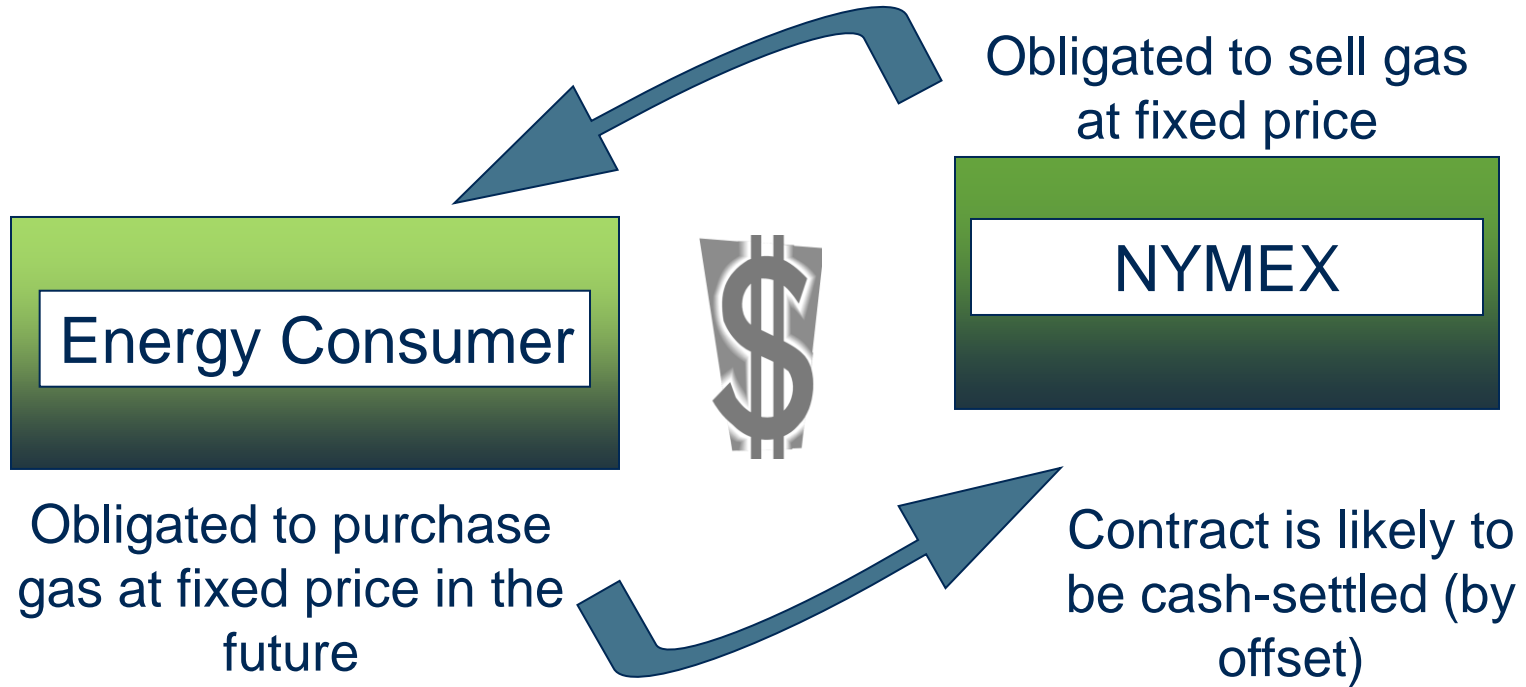 Obligated to sell gas
at fixed price
NYMEX
Energy Consumer
$
Obligated to purchase
gas at fixed price in the
future
Contract is likely to
be cash-settled (by
offset)